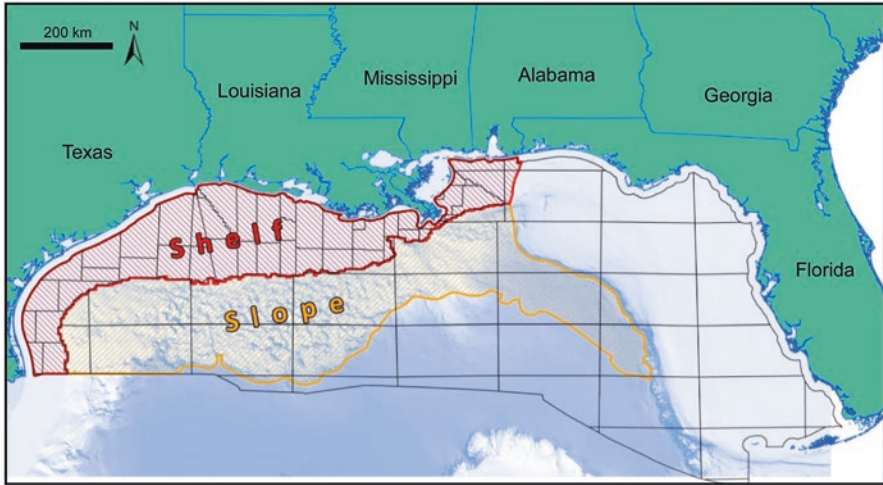 200 km
N
Mississippi
Alabama
Louisiana
Georgia
Texas
Shelf
Florida
Slope